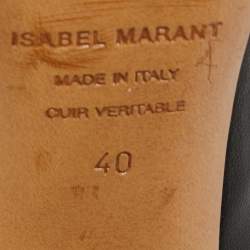 ISABEL MARANT
MADE IN ITALY
CUIR VERITABLE
40